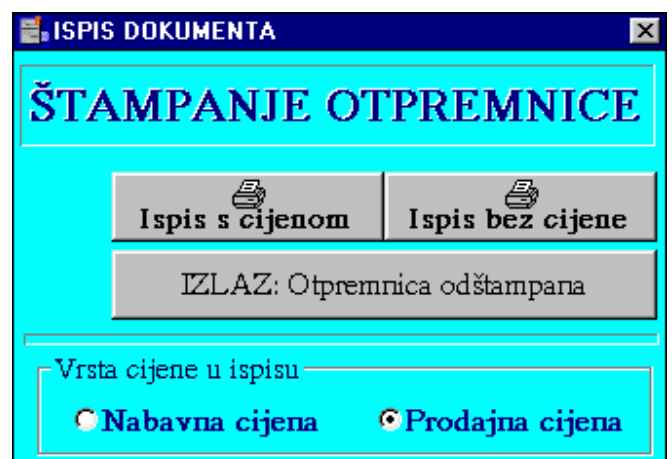 ISPIS DOKUMENTA
ŠTAMPANJE OTPREMNICE
Ispis s cijenom Ispis bez cijene
IZLAZ: Otpremnica odštampana
Vrsta cijene u ispisu
Nabavna cijena Prodajna cijena